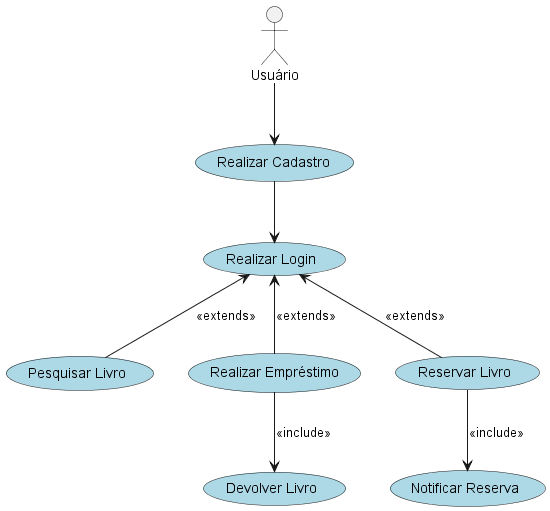 Usuário
Realizar Cadastro
Realizar Login
«extends»
«extends»
«extends»
Pesquisar Livro
Realizar Empréstimo
Reservar Livro
«include»
«include»
Devolver Livro
Notificar Reserva